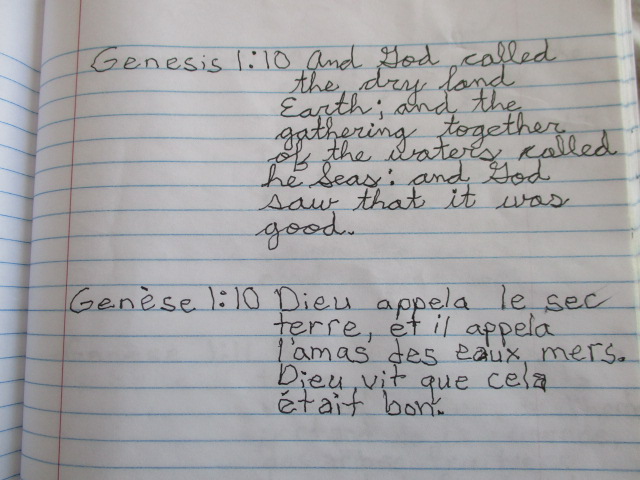 Genesis 1:10 And God called
the dry land
Earth; and the
gathering together
of the waters called
he Seas: and God
saw that it was
good.
Genèse 1:10 Dieu appela le sec
terre, et il appela
l'amas des eaux mers.
Dieu vit que cela
était bon.